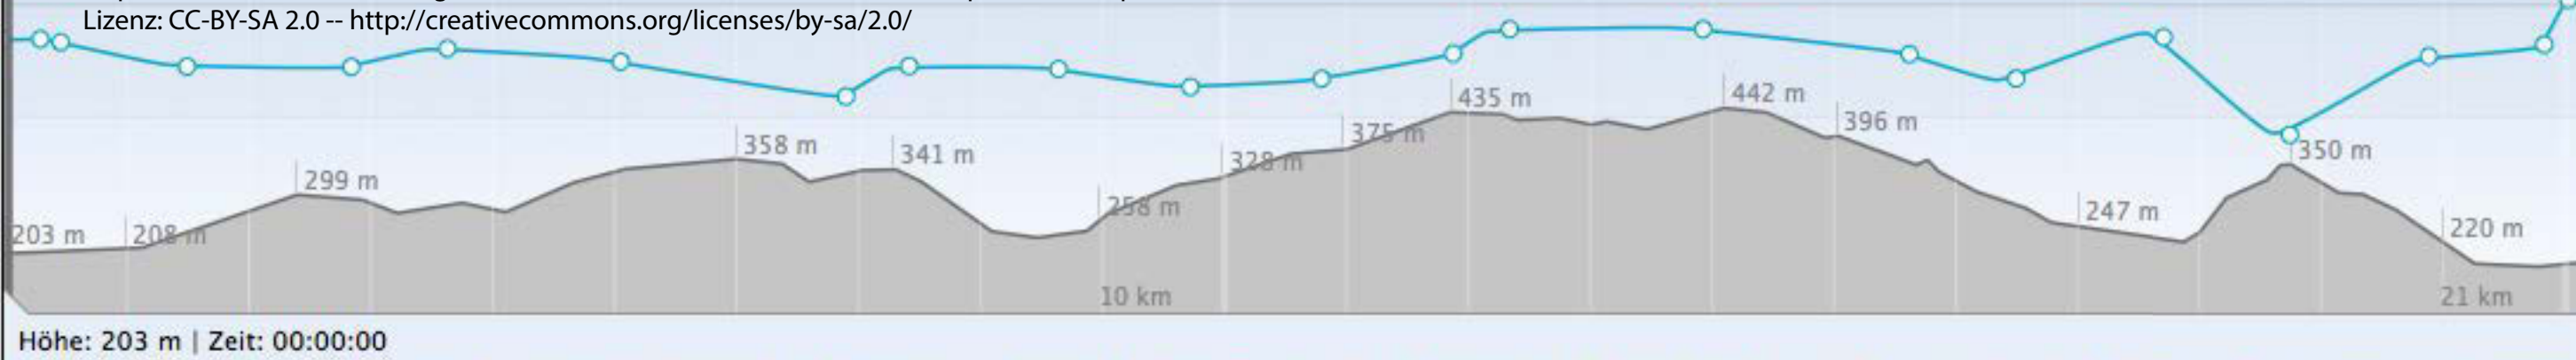 Lizenz: CC-BY-SA 2.0 -- http://creativecommons.org/licenses/by-sa/2.0/
435 m
442 m
396 m
375 m
358 m
341 m
328 m
350 m
299 m
258 m
247 m
203 m
208 m
220 m
10 km
21 km
Höhe: 203 m | Zeit: 00:00:00